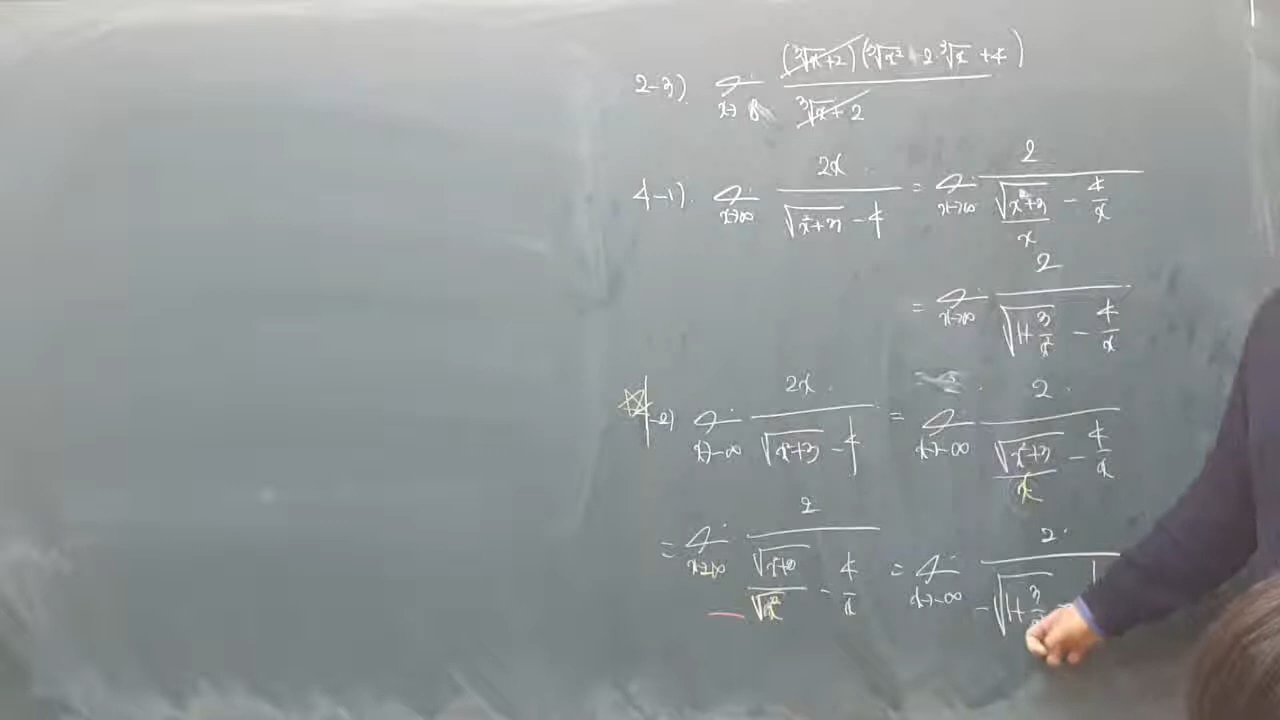 2-3) lim x→8 (∛x+2)(∛x² -2·∛x +4) / ∛x+2
4-1) lim x→∞ 2x / √x²+3 -4 = lim x→∞ 2 / √x²+3/x - 4/x
= lim x→∞ 2 / √1+3/x² - 4/x
☆4-2) lim x→-∞ 2x / √x²+3 -4 = lim x→-∞ 2 / √x²+3/x - 4/x
= lim x→-∞ 2 / -√x²+3/√x² - 4/x = lim x→-∞ 2 / -√1+3